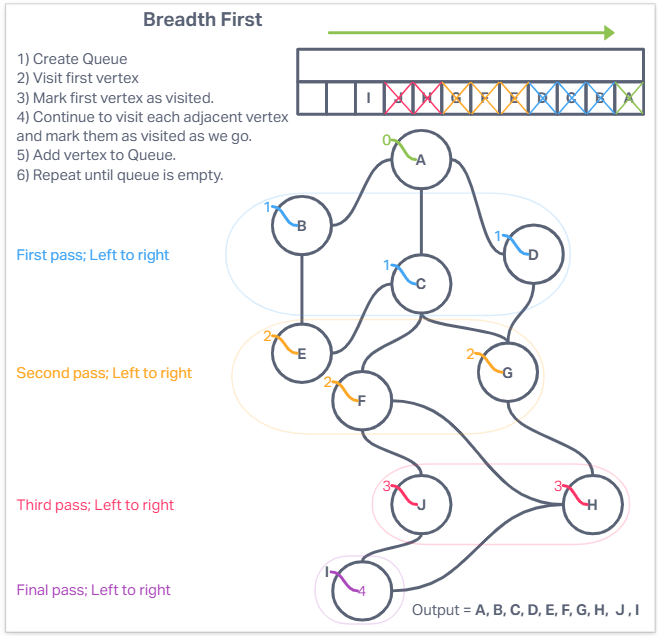 Breadth First
1) Create Queue
2) Visit first vertex
3) Mark first vertex as visited.
4) Continue to visit each adjacent vertex
and mark them as visited as we go.
5) Add vertex to Queue.
6) Repeat until queue is empty.
I J H G F E D C B A
0 A
1 B
1 D
First pass; Left to right
1 C
2 E
2 G
Second pass; Left to right
2 F
3 J
3 H
Third pass; Left to right
I 4
Final pass; Left to right
Output = A, B, C, D, E, F, G, H, J , I